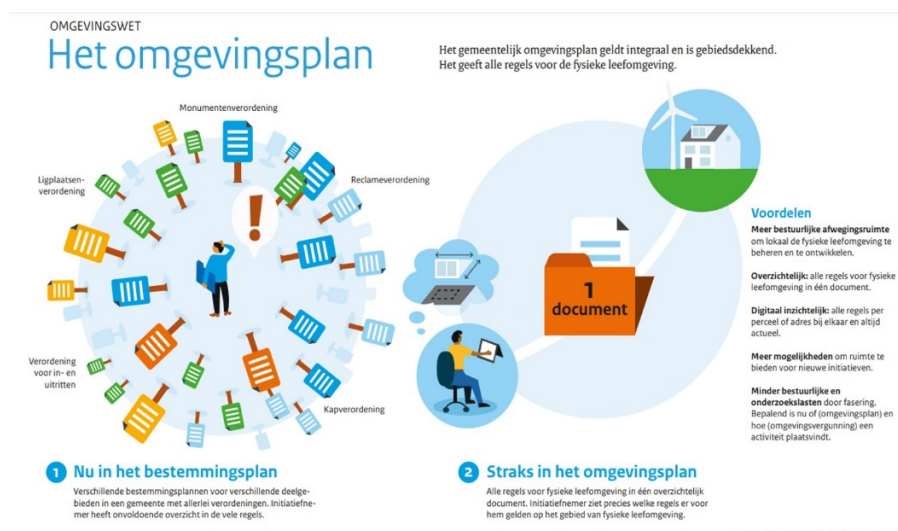 OMGEVINGSWET
Het omgevingsplan
Het gemeentelijk omgevingsplan geldt integraal en is gebiedsdekkend.
Het geeft alle regels voor de fysieke leefomgeving.
Monumentenverordening
Ligplaatsen-
verordening
Reclameverordening
Verordening
voor in- en
uitritten
Kapverordening
1
document
Voordelen
Meer bestuurlijke afwegingsruimte
om lokaal de fysieke leefomgeving te
beheren en te ontwikkelen.
Overzichtelijk: alle regels voor fysieke
leefomgeving in één document.
Digitaal inzichtelijk: alle regels per
perceel of adres bij elkaar en altijd
actueel.
Meer mogelijkheden om ruimte te
bieden voor nieuwe initiatieven.
Minder bestuurlijke en
onderzoekslasten door fasering.
Bepalend is nu of (omgevingsplan) en
hoe (omgevingsvergunning) een
activiteit plaatsvindt.
1 Nu in het bestemmingsplan
Verschillende bestemmingsplannen voor verschillende deelge-
bieden in een gemeente met allerlei verordeningen. Initiatiefne-
mer heeft onvoldoende overzicht in de vele regels.
2 Straks in het omgevingsplan
Alle regels voor fysieke leefomgeving in één overzichtelijk
document. Initiatiefnemer ziet precies welke regels er voor
hem gelden op het gebied van fysieke leefomgeving.